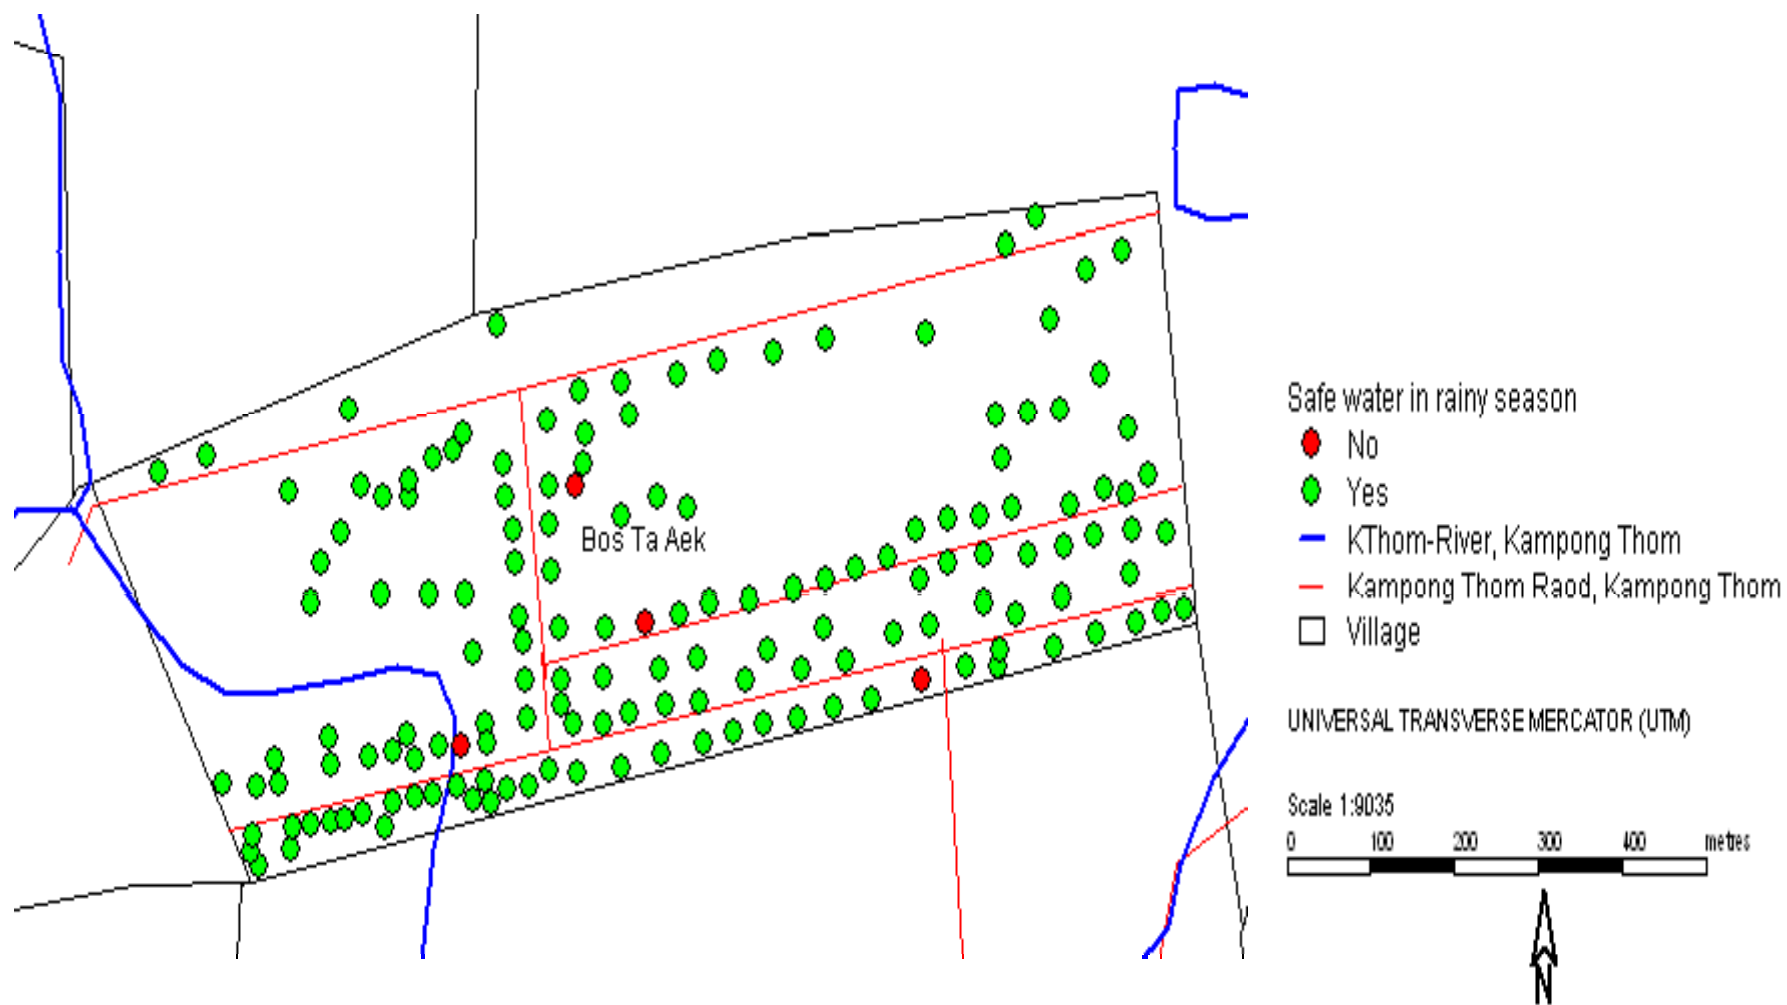 Bos Ta Aek
Safe water in rainy season
No
Yes
KThom-River, Kampong Thom
Kampong Thom Raod, Kampong Thom
Village
UNIVERSAL TRANSVERSE MERCATOR (UTM)
Scale 1:9035
0 100 200 300 400 metres
N